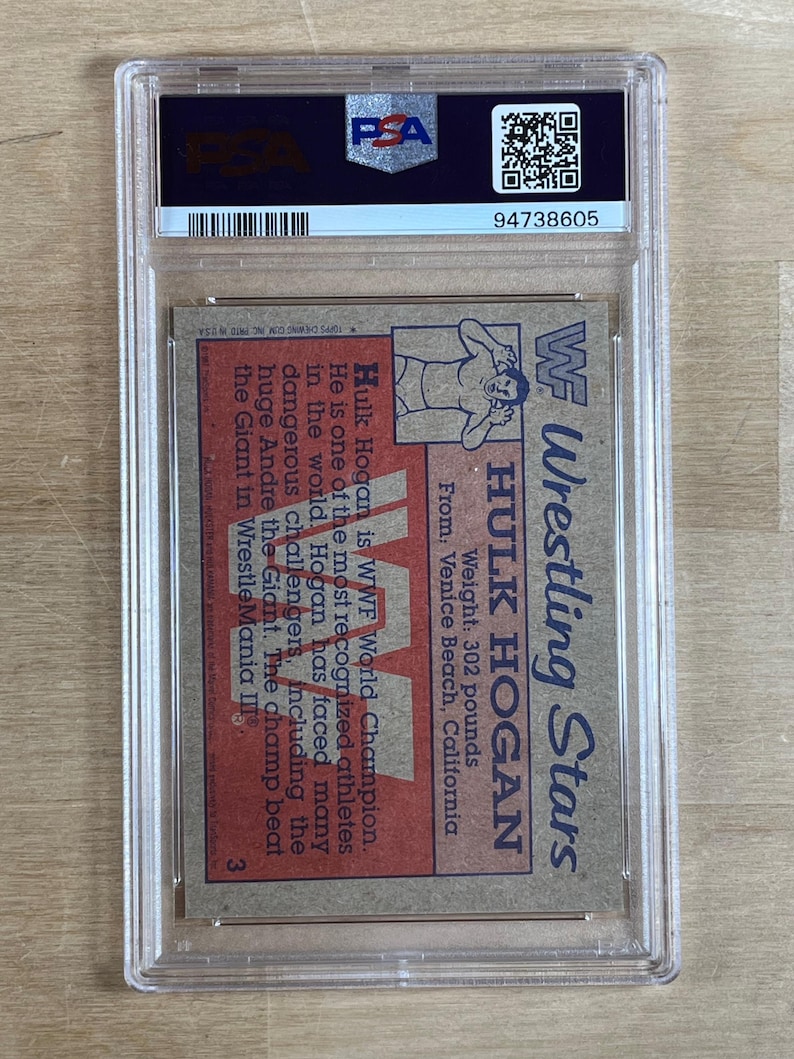 PSA
PSA
94738605
WF
Wrestling Stars
HULK HOGAN
Weight: 302 pounds
From: Venice Beach, California
Hulk Hogan is WWF World Champion.
He is one of the most recognized athletes
in the world. Hogan has faced many
dangerous challengers, including the
huge Andre the Giant. The champ beat
the Giant in WrestleMania III®
3
* TOPPS CHEWING GUM, INC. PRTD. IN U.S.A.
PSA